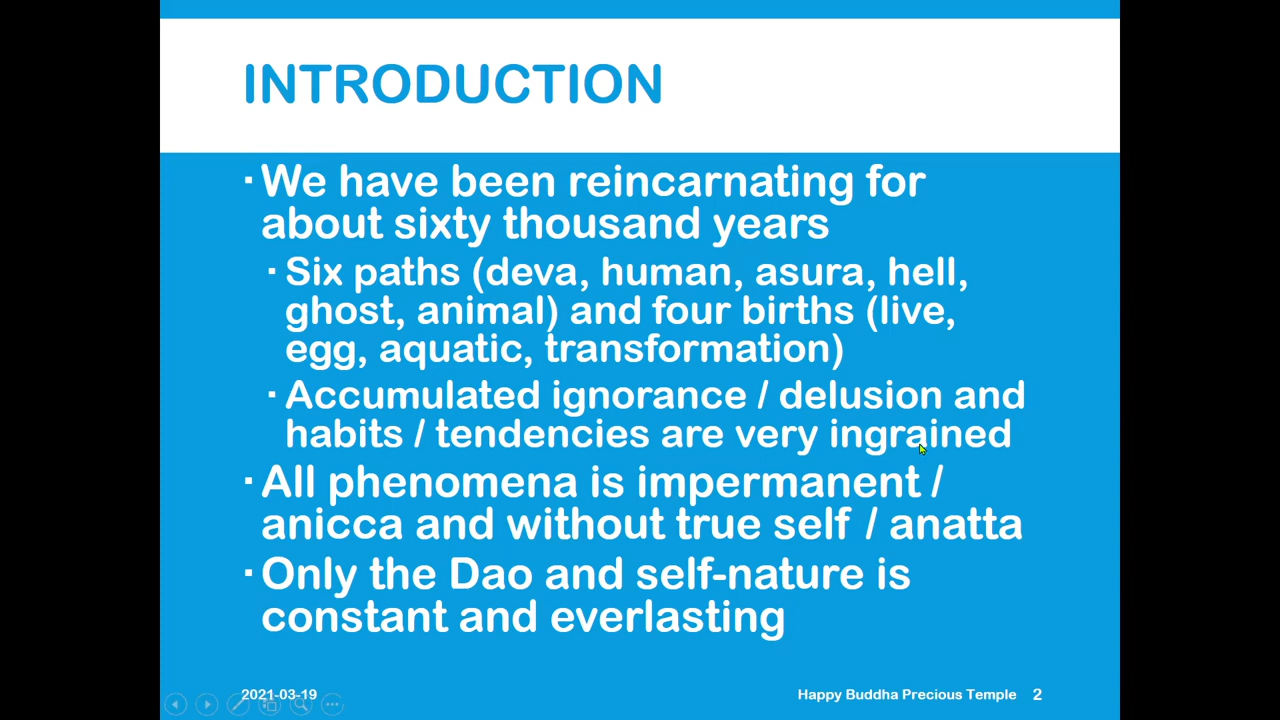 INTRODUCTION
▪ We have been reincarnating for
about sixty thousand years
▪ Six paths (deva, human, asura, hell,
ghost, animal) and four births (live,
egg, aquatic, transformation)
▪ Accumulated ignorance / delusion and
habits / tendencies are very ingrained
▪ All phenomena is impermanent /
anicca and without true self / anatta
▪ Only the Dao and self-nature is
constant and everlasting
2021-03-19
Happy Buddha Precious Temple 2